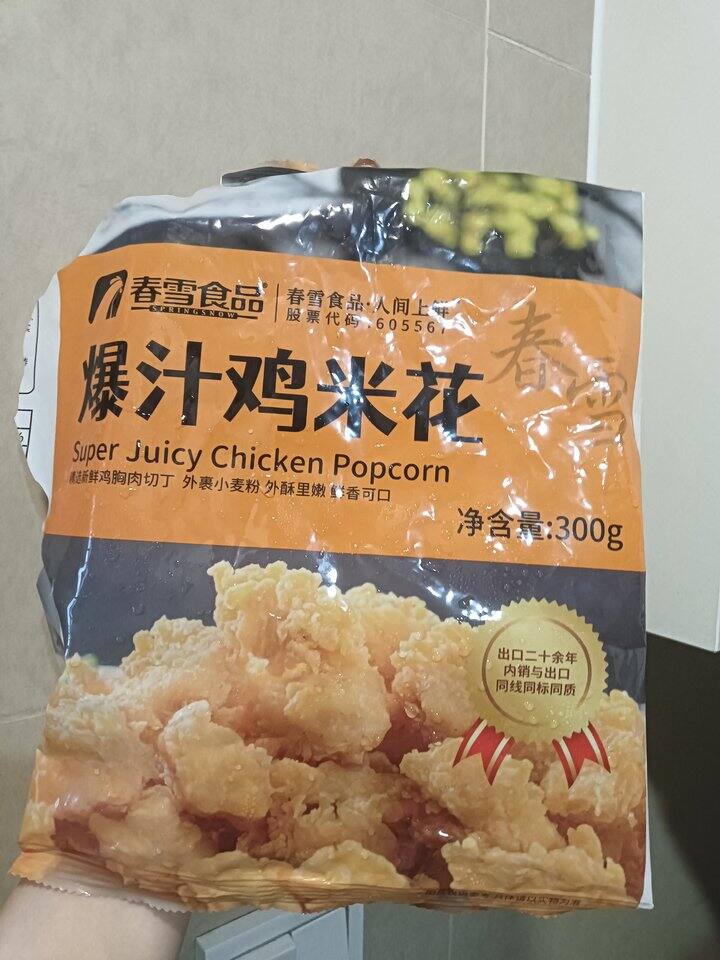 春雪食品
SPRINGSNOW
春雪食品·人间上鲜
股票代码:605567
春雪
爆汁鸡米花
Super Juicy Chicken Popcorn
精选新鲜鸡胸肉切丁 外裹小麦粉 外酥里嫩 鲜香可口
净含量:300g
出口二十余年
内销与出口
同线同标同质